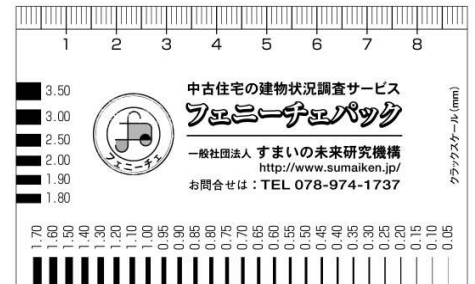 1 2 3 4 5 6 7 8
3.50
3.00
2.50
2.00
1.90
1.80
フェニーチェ
中古住宅の建物状況調査サービス
フェニーチェパック
一般社団法人 すまいの未来研究機構
http://www.sumaiken.jp/
お問合せは：TEL 078-974-1737
クラックスケール(mm)
1.70 1.60 1.50 1.40 1.30 1.20 1.10 1.00 0.95 0.90 0.85 0.80 0.75 0.70 0.65 0.60 0.55 0.50 0.45 0.40 0.35 0.30 0.25 0.20 0.15 0.10 0.05